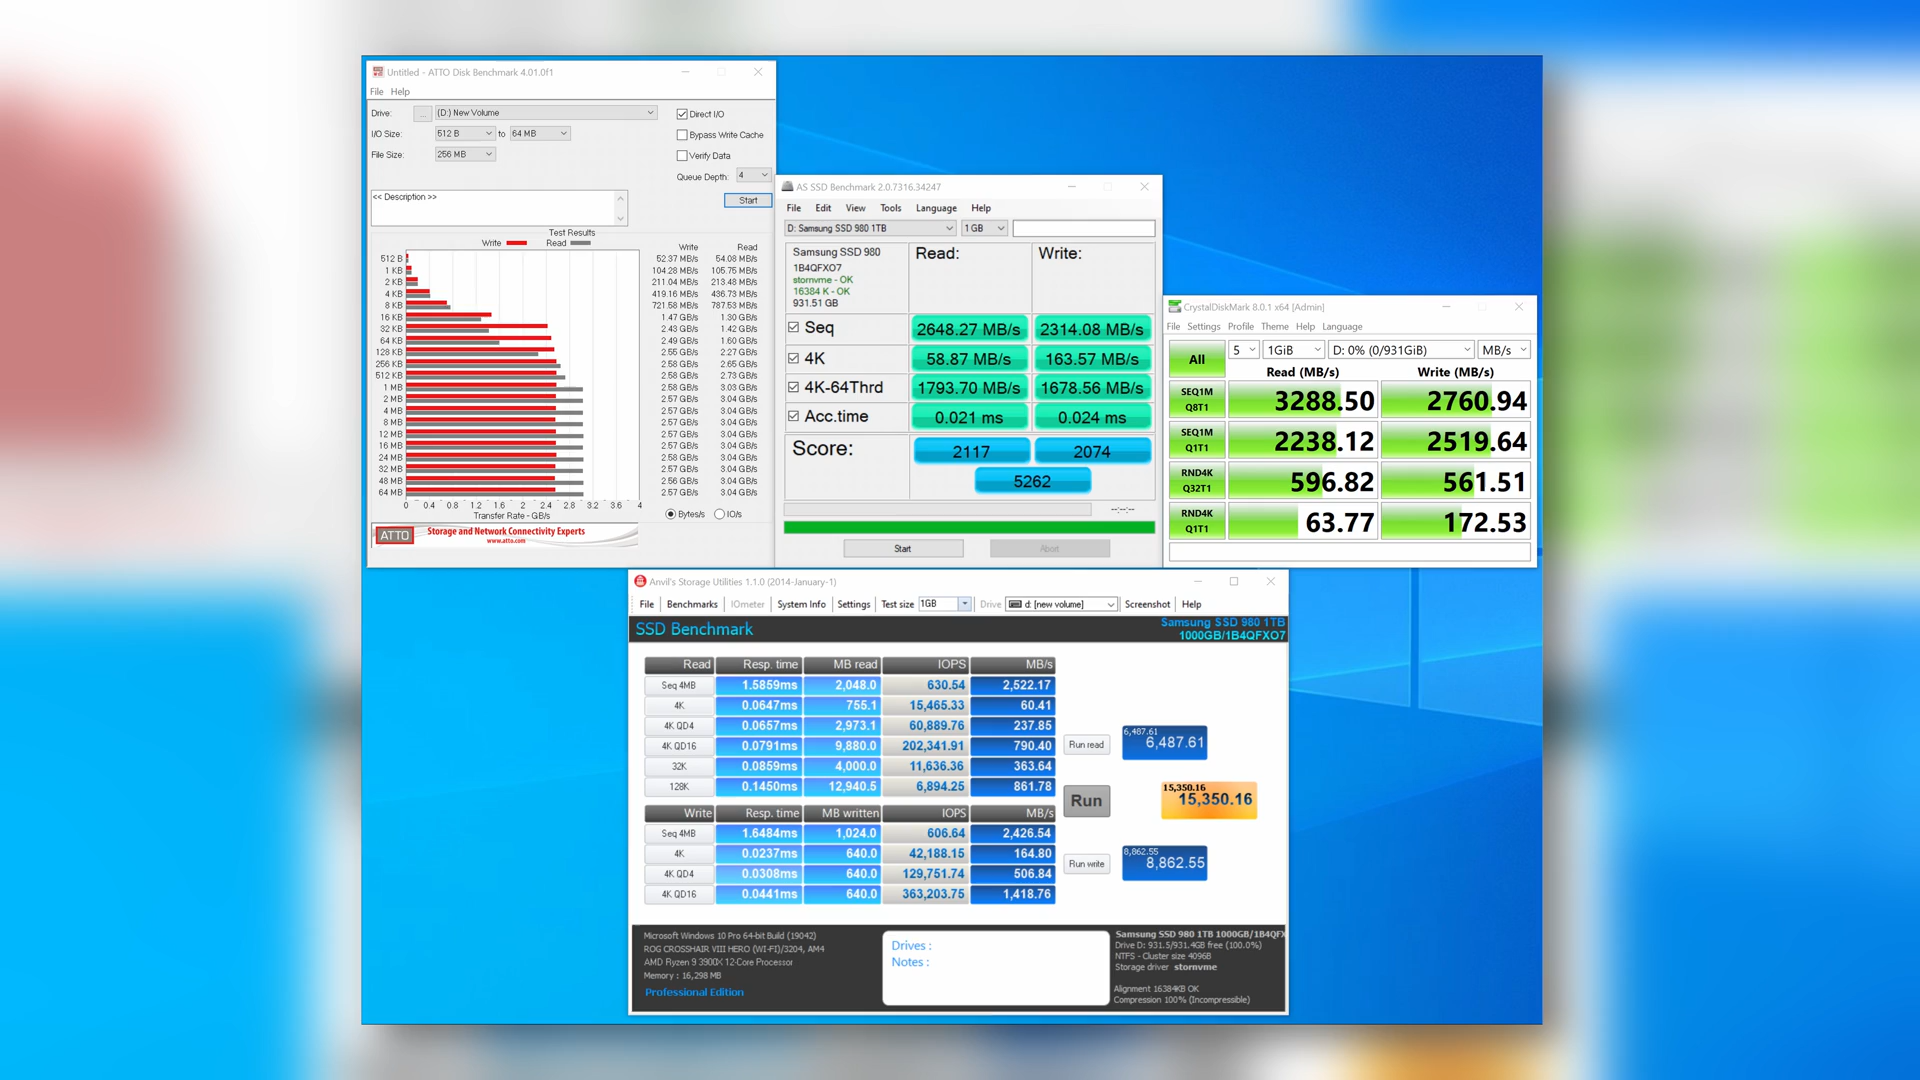 Untitled - ATTO Disk Benchmark 4.01.0f1
File Help
Drive: ... (D:) New Volume
Direct I/O
I/O Size: 512 B to 64 MB
Bypass Write Cache
File Size: 256 MB
Verify Data
Queue Depth: 4
<< Description >>
Start
Test Results
Write Read
Write Read
512 B 52.37 MB/s 54.08 MB/s
1 KB 104.28 MB/s 105.75 MB/s
2 KB 211.04 MB/s 213.48 MB/s
4 KB 419.16 MB/s 436.73 MB/s
8 KB 721.58 MB/s 787.53 MB/s
16 KB 1.47 GB/s 1.30 GB/s
32 KB 2.43 GB/s 1.42 GB/s
64 KB 2.49 GB/s 1.60 GB/s
128 KB 2.55 GB/s 2.27 GB/s
256 KB 2.58 GB/s 2.65 GB/s
512 KB 2.58 GB/s 2.73 GB/s
1 MB 2.58 GB/s 3.03 GB/s
2 MB 2.57 GB/s 3.04 GB/s
4 MB 2.57 GB/s 3.04 GB/s
8 MB 2.57 GB/s 3.04 GB/s
12 MB 2.57 GB/s 3.04 GB/s
16 MB 2.57 GB/s 3.04 GB/s
24 MB 2.58 GB/s 3.04 GB/s
32 MB 2.57 GB/s 3.04 GB/s
48 MB 2.56 GB/s 3.04 GB/s
64 MB 2.57 GB/s 3.04 GB/s
0 0.4 0.8 1.2 1.6 2 2.4 2.8 3.2 3.6 4
Transfer Rate - GB/s
Bytes/s IO/s
ATTO Storage and Network Connectivity Experts
www.atto.com
AS SSD Benchmark 2.0.7316.34247
File Edit View Tools Language Help
D: Samsung SSD 980 1TB 1 GB
Samsung SSD 980
1B4QFXO7
stornvme - OK
16384 K - OK
931.51 GB
Read: Write:
Seq 2648.27 MB/s 2314.08 MB/s
4K 58.87 MB/s 163.57 MB/s
4K-64Thrd 1793.70 MB/s 1678.56 MB/s
Acc.time 0.021 ms 0.024 ms
Score: 2117 2074
5262
--:--:--
Start Abort
CrystalDiskMark 8.0.1 x64 [Admin]
File Settings Profile Theme Help Language
All 5 1GiB D: 0% (0/931GiB) MB/s
Read (MB/s) Write (MB/s)
SEQ1M
Q8T1 3288.50 2760.94
SEQ1M
Q1T1 2238.12 2519.64
RND4K
Q32T1 596.82 561.51
RND4K
Q1T1 63.77 172.53
Anvil's Storage Utilities 1.1.0 (2014-January-1)
File Benchmarks IOmeter System Info Settings Test size 1GB Drive d: [new volume] Screenshot Help
SSD Benchmark
Samsung SSD 980 1TB
1000GB/1B4QFXO7
Read Resp. time MB read IOPS MB/s
Seq 4MB 1.5859ms 2,048.0 630.54 2,522.17
4K 0.0647ms 755.1 15,465.33 60.41
4K QD4 0.0657ms 2,973.1 60,889.76 237.85
4K QD16 0.0791ms 9,880.0 202,341.91 790.40
32K 0.0859ms 4,000.0 11,636.36 363.64
128K 0.1450ms 12,940.5 6,894.25 861.78
Run read 6,487.61
6,487.61
Run 15,350.16
15,350.16
Write Resp. time MB written IOPS MB/s
Seq 4MB 1.6484ms 1,024.0 606.64 2,426.54
4K 0.0237ms 640.0 42,188.15 164.80
4K QD4 0.0308ms 640.0 129,751.74 506.84
4K QD16 0.0441ms 640.0 363,203.75 1,418.76
Run write 8,862.55
8,862.55
Microsoft Windows 10 Pro 64-bit Build (19042)
ROG CROSSHAIR VIII HERO (WI-FI)/3204, AM4
AMD Ryzen 9 3900X 12-Core Processor
Memory : 16,298 MB
Professional Edition
Drives :
Notes :
Samsung SSD 980 1TB 1000GB/1B4QFX
Drive D: 931.5/931.4GB free (100.0%)
NTFS - Cluster size 4096B
Storage driver stornvme
Alignment 16384KB OK
Compression 100% (Incompressible)